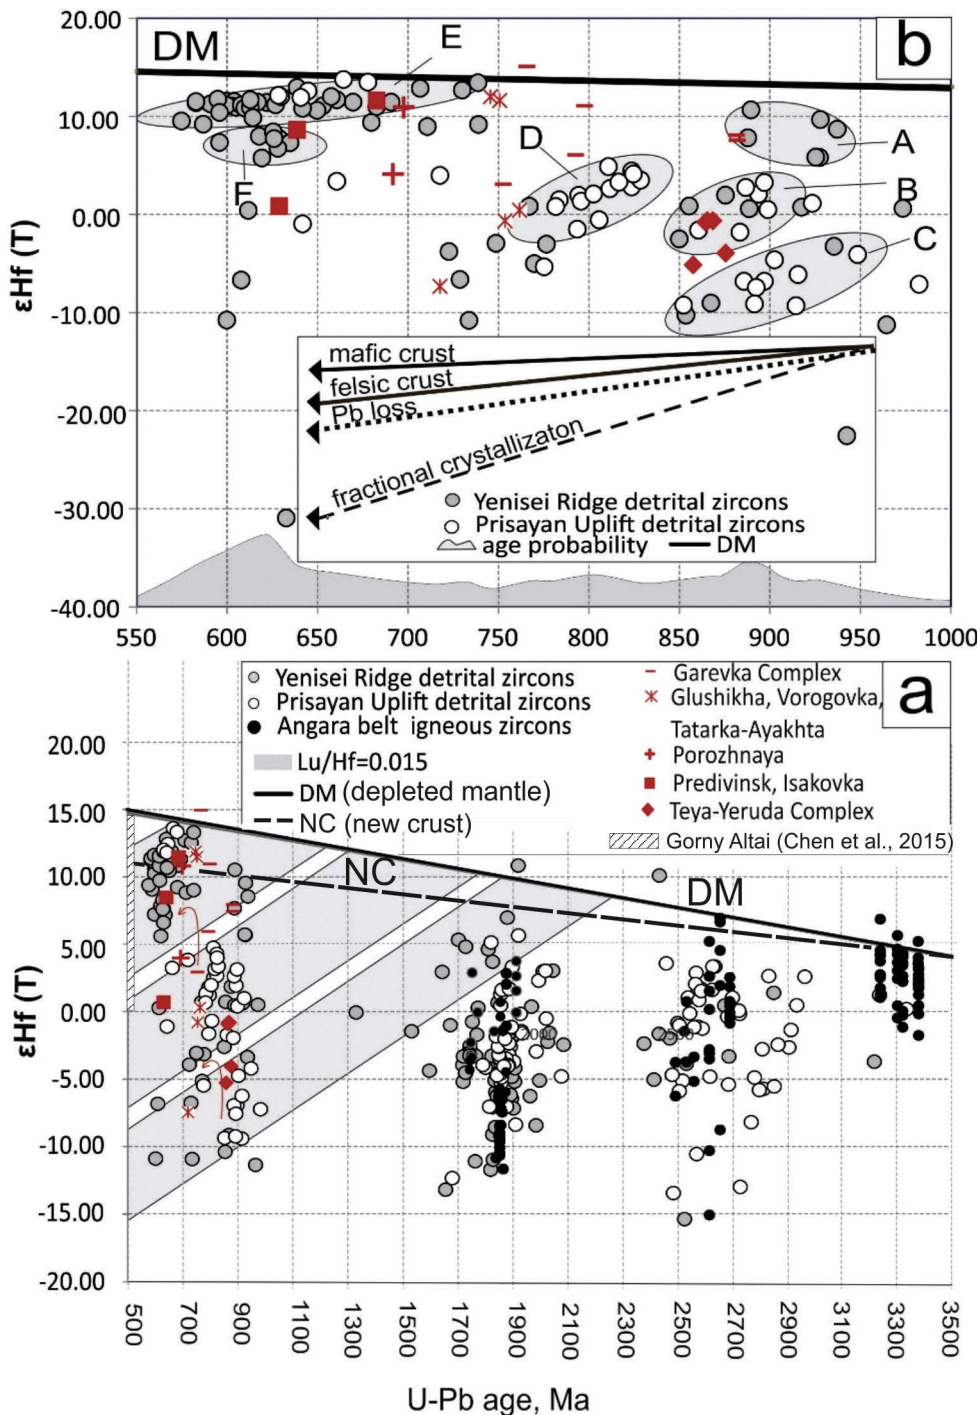 20.00
10.00
0.00
-10.00
-20.00
-30.00
-40.00
εHf (T)
DM
E
b
D
A
F
B
C
mafic crust
felsic crust
Pb loss
fractional crystallizaton
Yenisei Ridge detrital zircons
Prisayan Uplift detrital zircons
age probability DM
550 600 650 700 750 800 850 900 950 1000
Yenisei Ridge detrital zircons
Prisayan Uplift detrital zircons
Angara belt igneous zircons
Lu/Hf=0.015
DM (depleted mantle)
NC (new crust)
Garevka Complex
Glushikha, Vorogovka,
Tatarka-Ayakhta
Porozhnaya
Predivinsk, Isakovka
Teya-Yeruda Complex
Gorny Altai (Chen et al., 2015)
a
20.00
15.00
10.00
5.00
0.00
-5.00
-10.00
-15.00
-20.00
εHf (T)
NC
DM
2000
2500
500 700 900 1100 1300 1500 1700 1900 2100 2300 2500 2700 2900 3100 3300 3500
U-Pb age, Ma